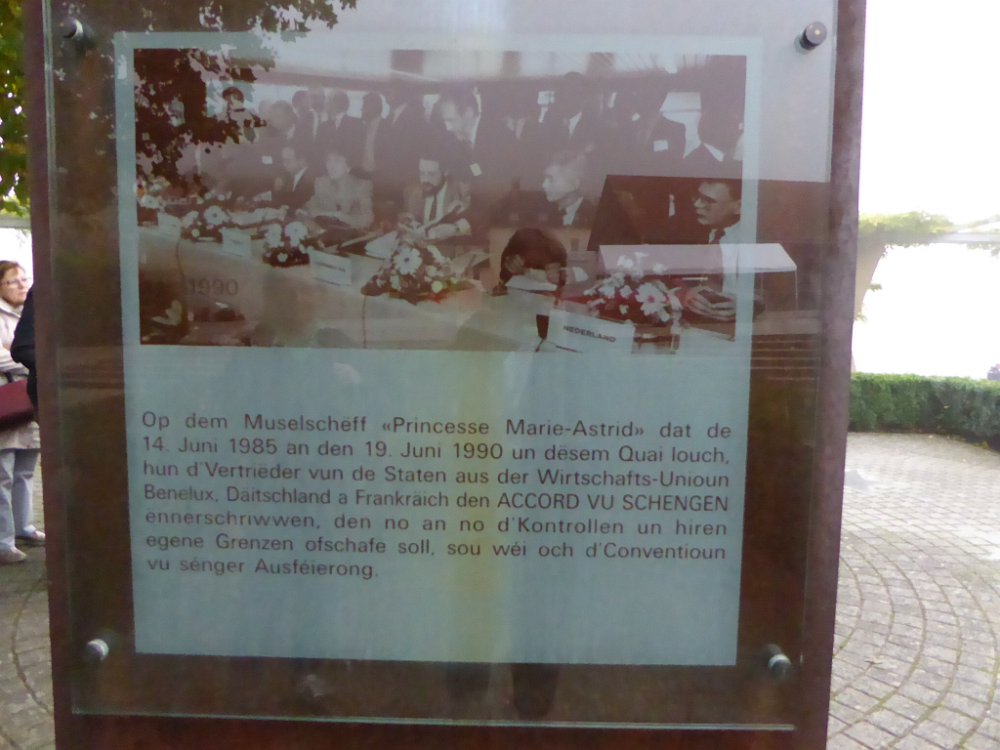 1990
NEDERLAND
Op dem Muselschëff «Princesse Marie-Astrid» dat de
14. Juni 1985 an den 19. Juni 1990 un dësem Quai louch,
hun d'Vertrieder vun de Staten aus der Wirtschafts-Unioun
Benelux, Däitschland a Frankräich den ACCORD VU SCHENGEN
ënnerschriwwen, den no an no d'Kontrollen un hiren
egene Grenzen ofschafe soll, sou wéi och d'Conventioun
vu sénger Ausféierong.